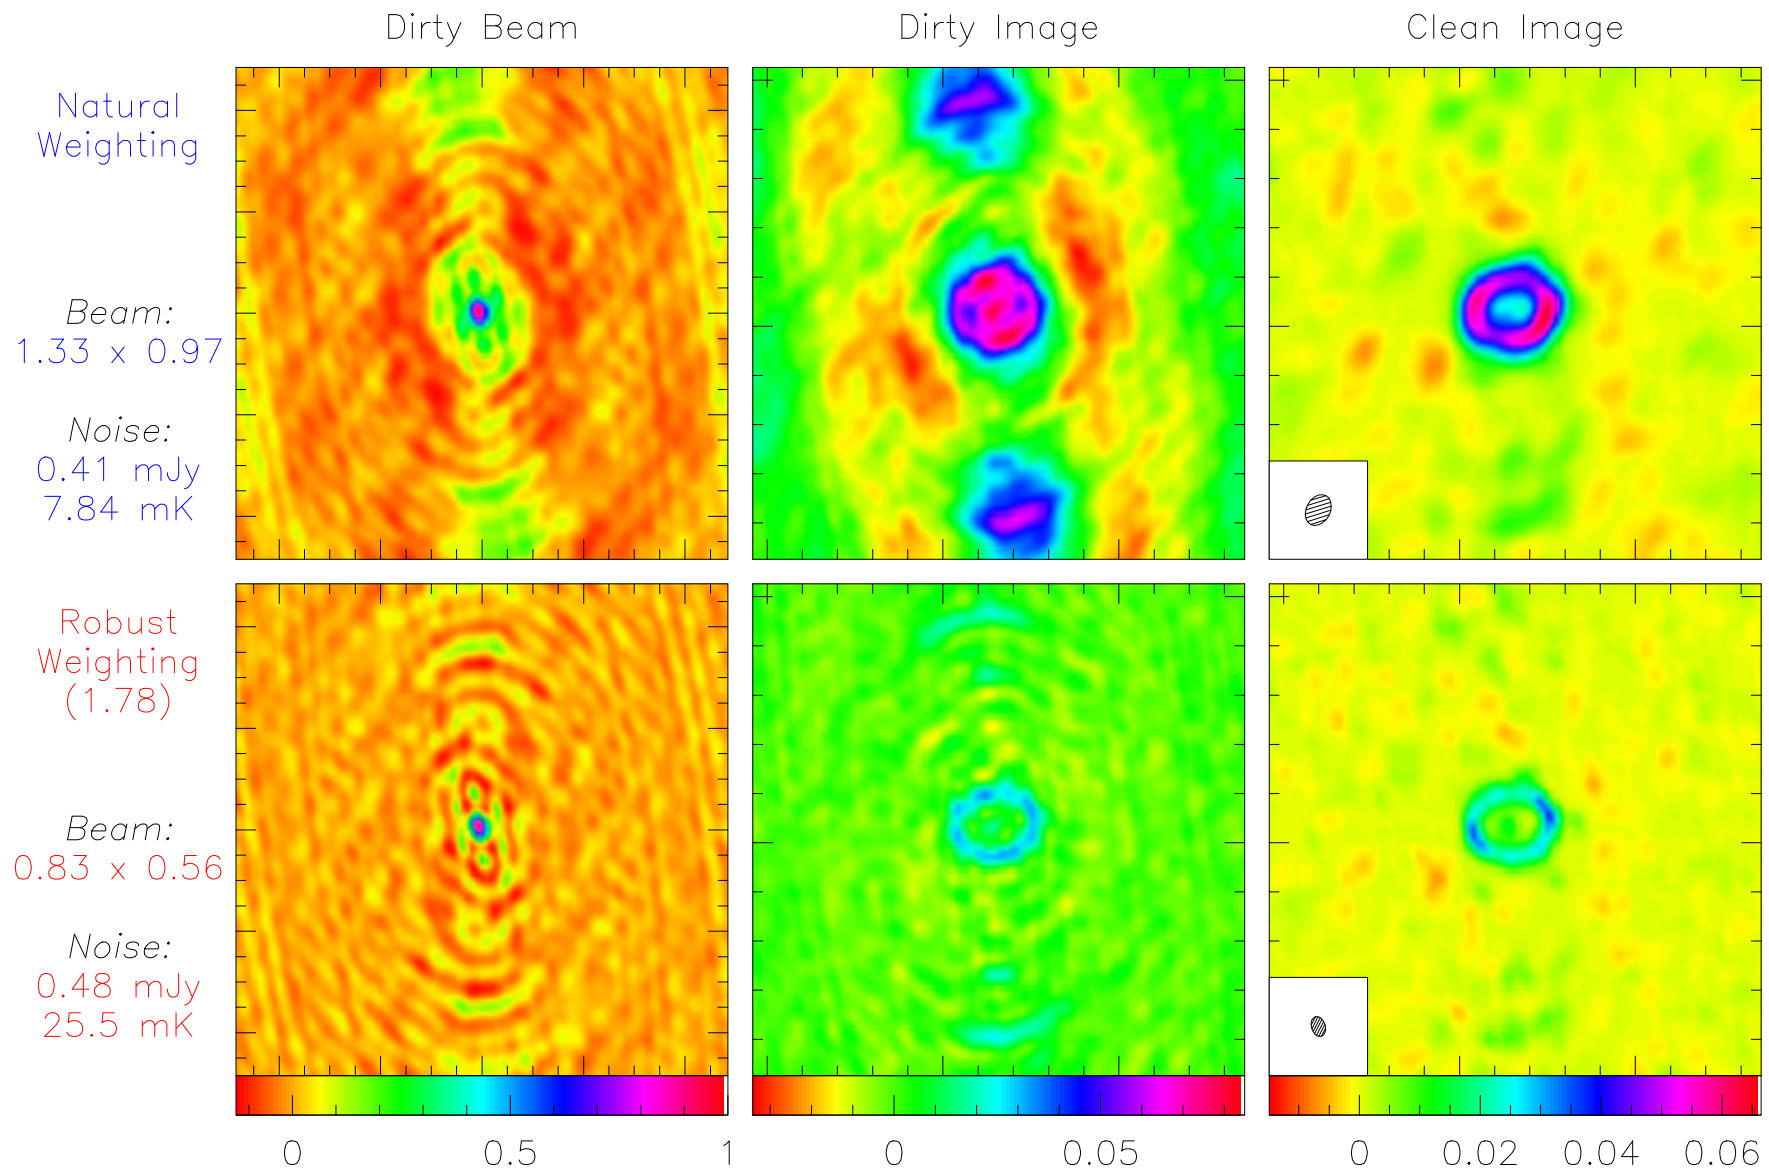 Dirty Beam
Dirty Image
Clean Image
Natural
Weighting
Beam:
1.33 x 0.97
Noise:
0.41 mJy
7.84 mK
Robust
Weighting
(1.78)
Beam:
0.83 x 0.56
Noise:
0.48 mJy
25.5 mK
0 0.5 1
0 0.05
0 0.02 0.04 0.06